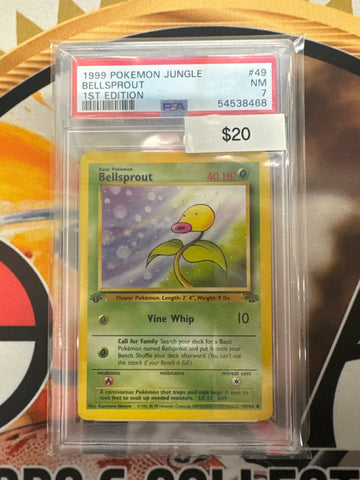 1999 POKEMON JUNGLE #49
BELLSPROUT NM
1ST EDITION 7
PSA 54538468
$20
Basic Pokémon
Bellsprout 40 HP
Flower Pokémon. Length: 2' 4", Weight: 9 lbs.
Vine Whip 10
Call for Family Search your deck for a Basic
Pokémon named Bellsprout and put it onto your
Bench. Shuffle your deck afterward. (You can't use
this attack if your Bench is full.)
weakness resistance retreat cost
A carnivorous Pokémon that traps and eats bugs. It uses its
root feet to soak up needed moisture. LV. 11
49/64